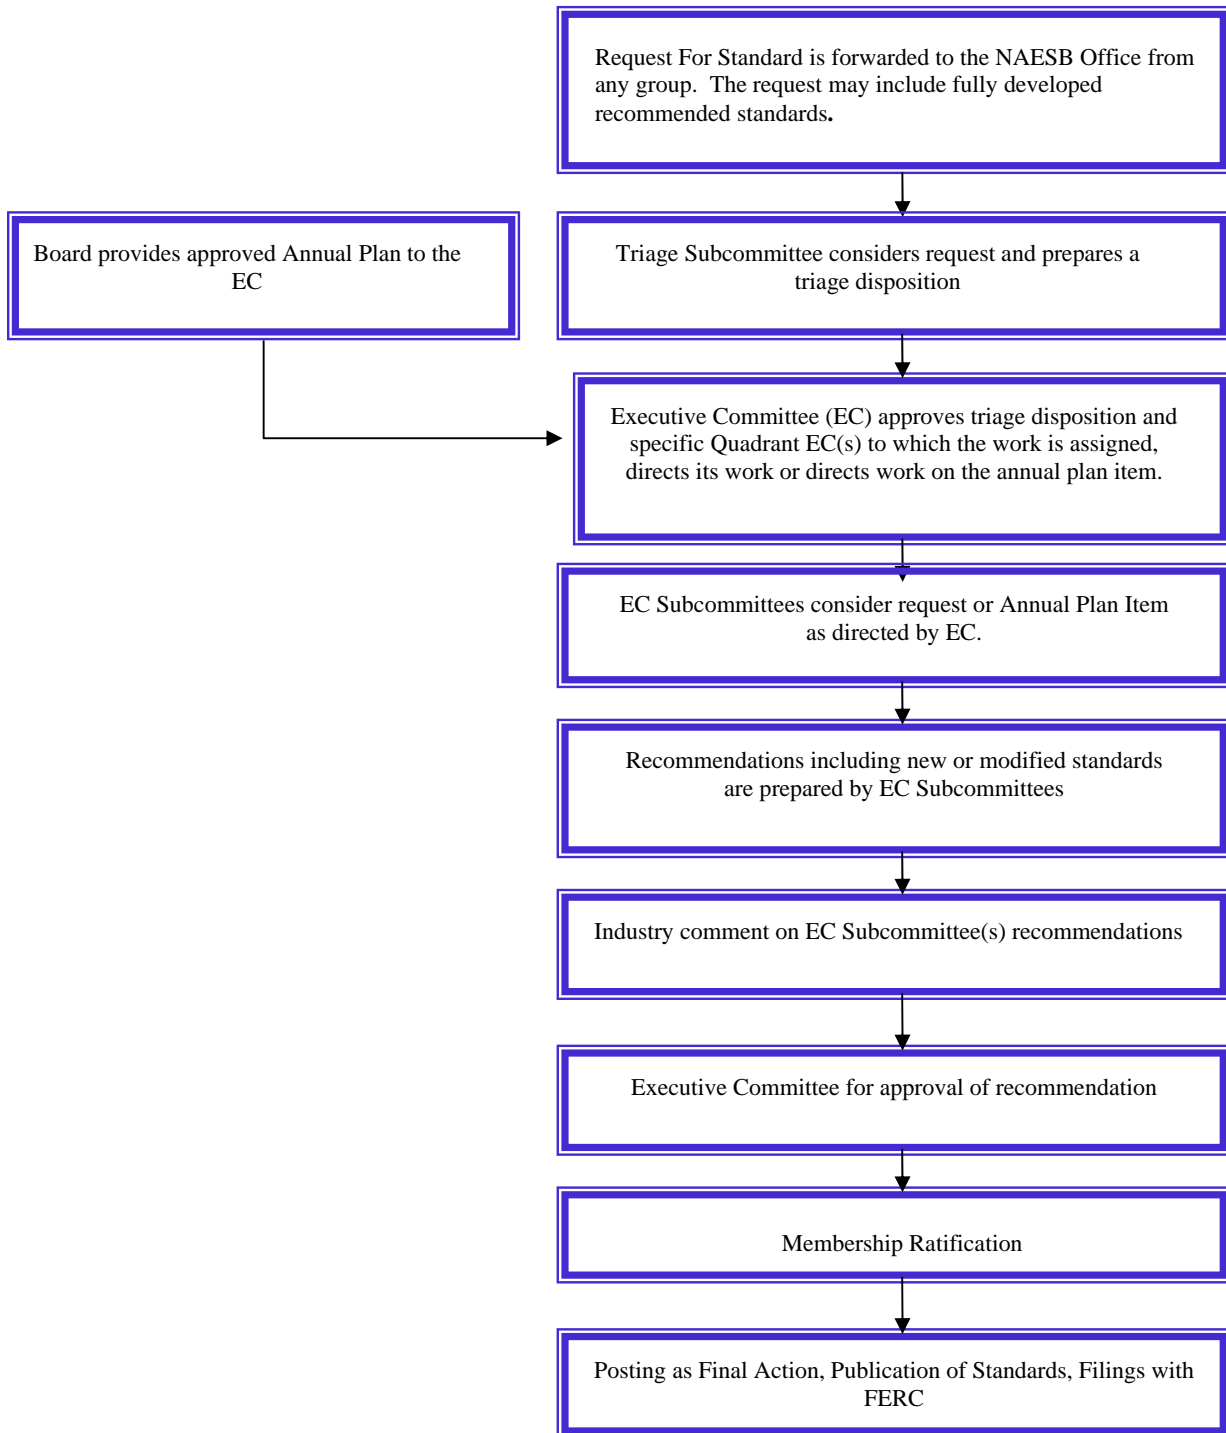 Request For Standard is forwarded to the NAESB Office from
any group.  The request may include fully developed
recommended standards.
Board provides approved Annual Plan to the
EC
Triage Subcommittee considers request and prepares a
triage disposition
Executive Committee (EC) approves triage disposition and
specific Quadrant EC(s) to which the work is assigned,
directs its work or directs work on the annual plan item.
EC Subcommittees consider request or Annual Plan Item
as directed by EC.
Recommendations including new or modified standards
are prepared by EC Subcommittees
Industry comment on EC Subcommittee(s) recommendations
Executive Committee for approval of recommendation
Membership Ratification
Posting as Final Action, Publication of Standards, Filings with
FERC